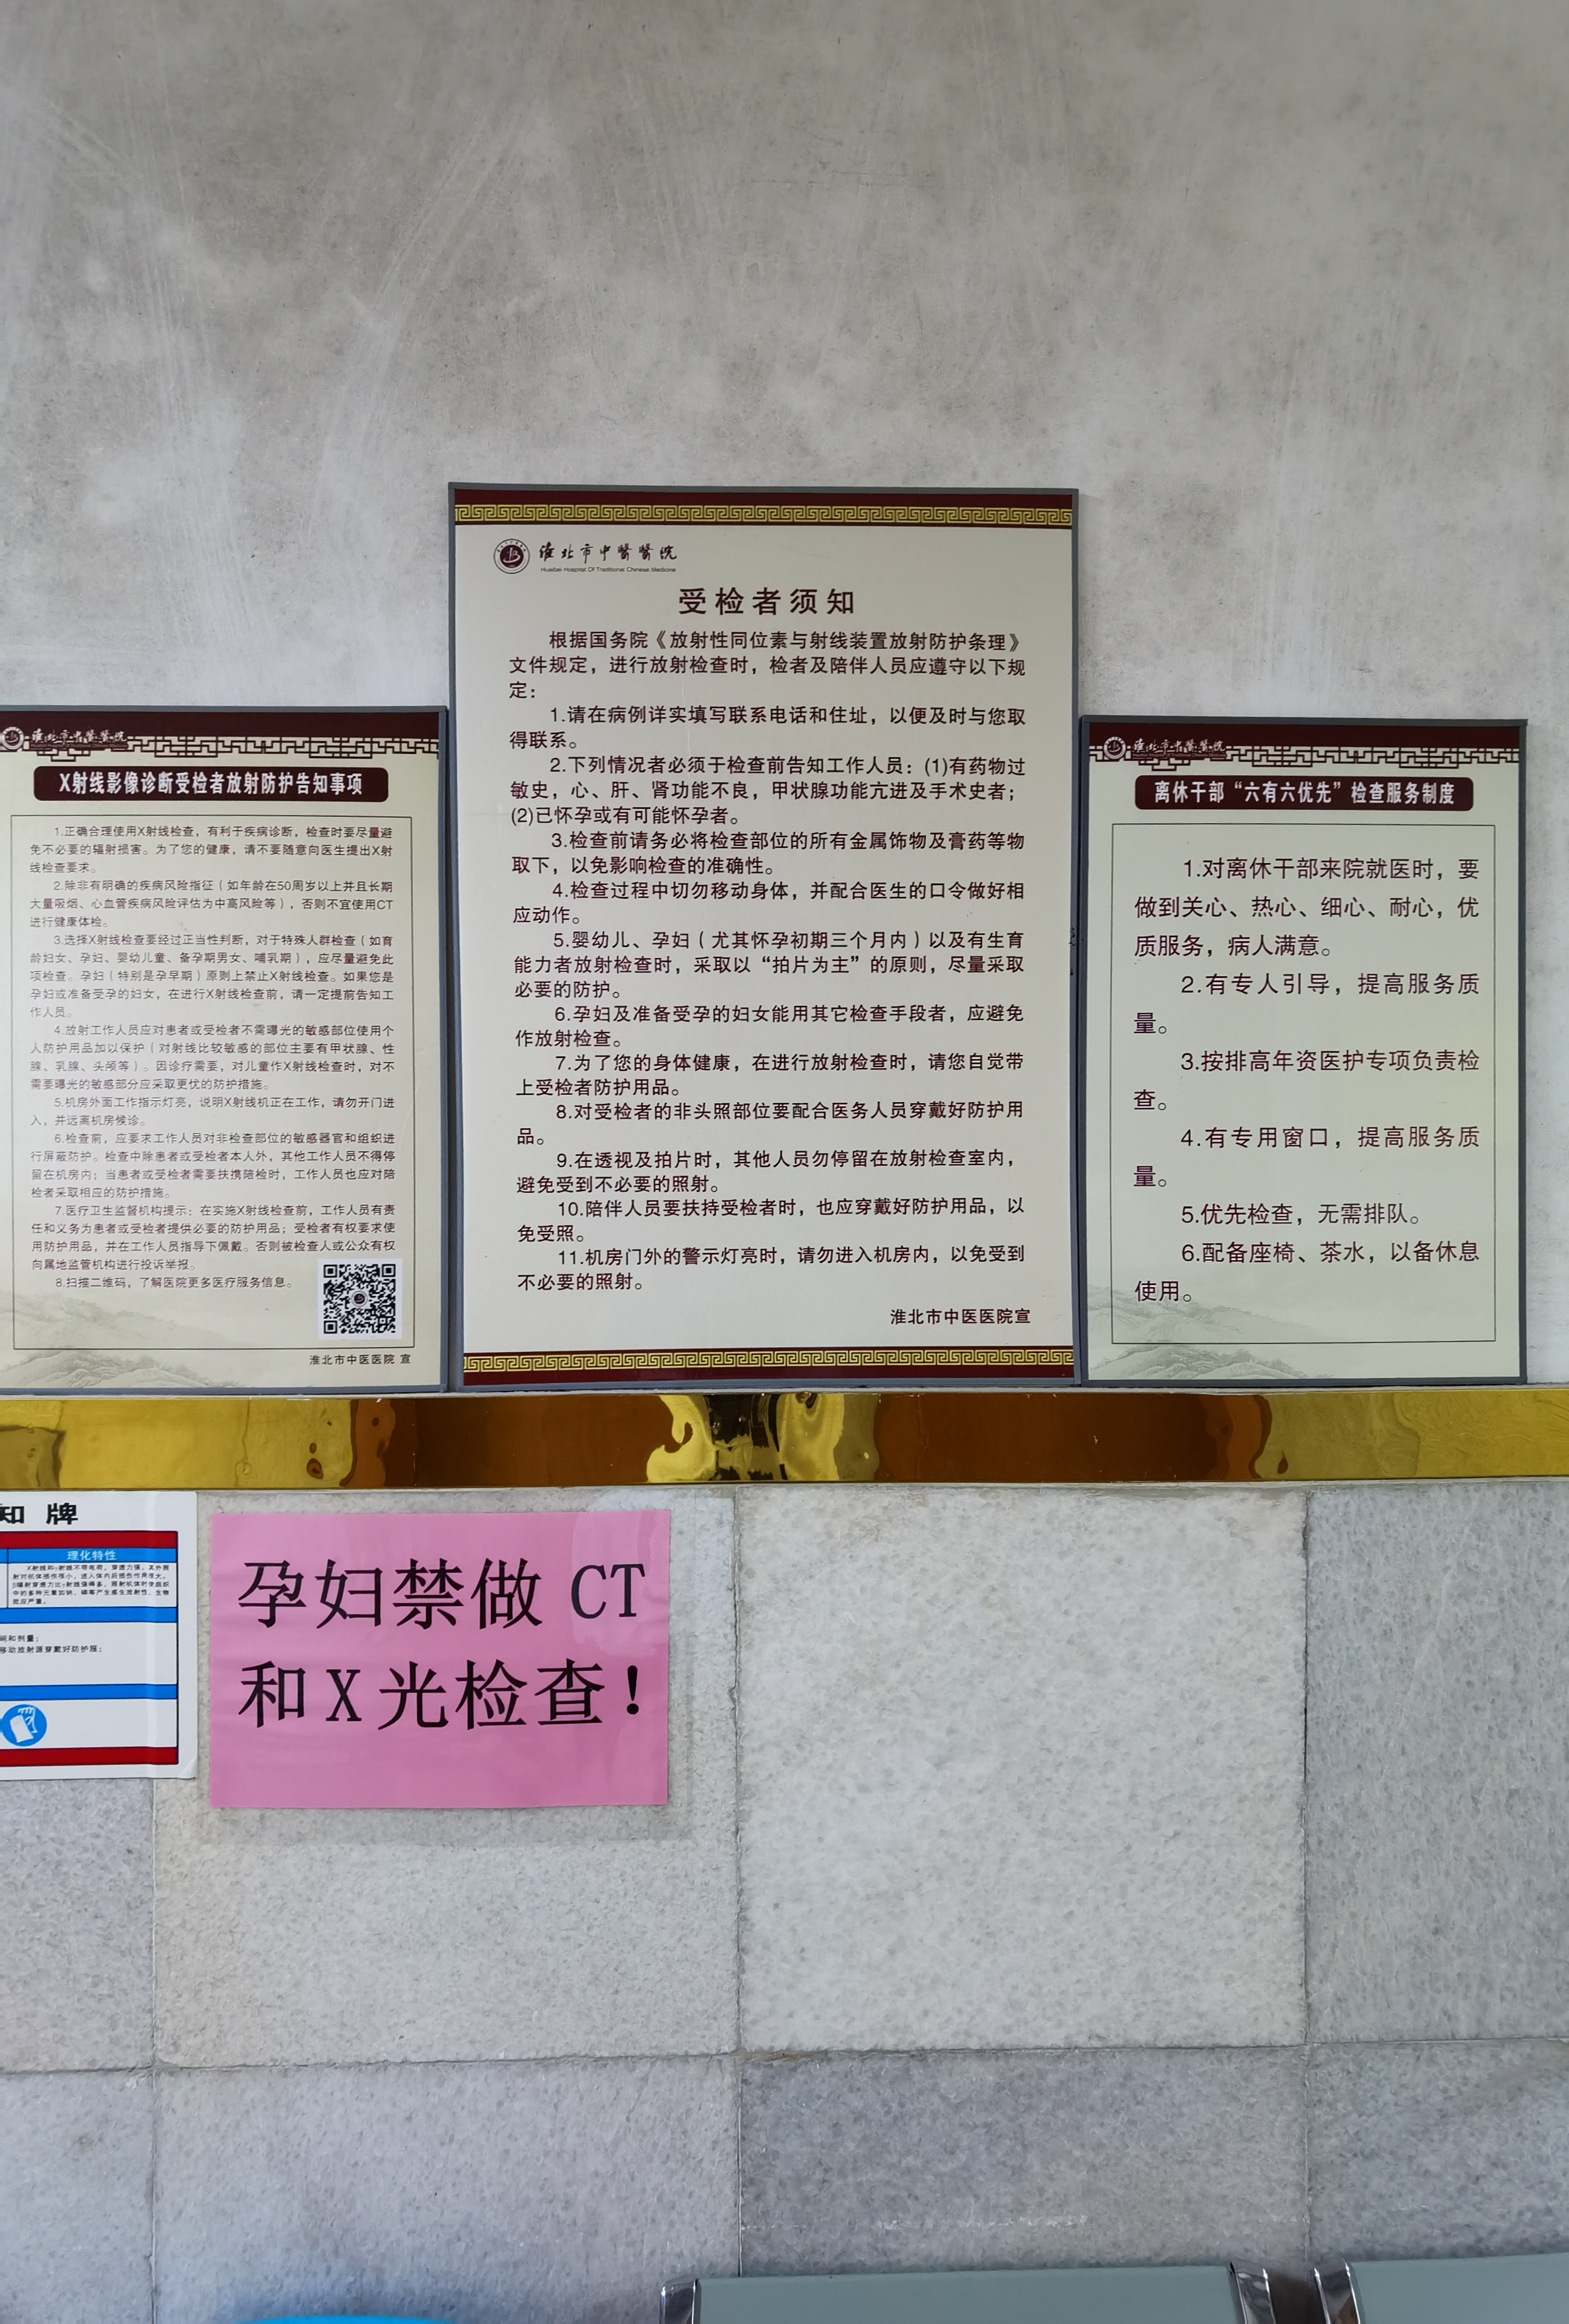 淮北市中醫醫院
X射线影像诊断受检者放射防护告知事项
1.正确合理使用X射线检查，有利于疾病诊断，检查时要尽量避
免不必要的辐射损害。为了您的健康，请不要随意向医生提出X射
线检查要求。
2.除非有明确的疾病风险指征（如年龄在50周岁以上并且长期
大量吸烟、心血管疾病风险评估为中高风险等），否则不宜使用CT
进行健康体检。
3.选择X射线检查要经过正当性判断，对于特殊人群检查（如育
龄妇女、孕妇、婴幼儿童、备孕期男女、哺乳期），应尽量避免此
项检查。孕妇（特别是孕早期）原则上禁止X射线检查。如果您是
孕妇或准备受孕的妇女，在进行X射线检查前，请一定提前告知工
作人员。
4.放射工作人员应对患者或受检者不需曝光的敏感部位使用个
人防护用品加以保护（对射线比较敏感的部位主要有甲状腺、性
腺、乳腺、头颅等）。因诊疗需要，对儿童作X射线检查时，对不
需要曝光的敏感部分应采取更优的防护措施。
5.机房外面工作指示灯亮，说明X射线机正在工作，请勿开门进
入，并远离机房候诊。
6.检查前，应要求工作人员对非检查部位的敏感器官和组织进
行屏蔽防护。检查中除患者或受检者本人外，其他工作人员不得停
留在机房内；当患者或受检者需要扶携陪检时，工作人员也应对陪
检者采取相应的防护措施。
7.医疗卫生监督机构提示：在实施X射线检查前，工作人员有责
任和义务为患者或受检者提供必要的防护用品；受检者有权要求使
用防护用品，并在工作人员指导下佩戴。否则被检查人或公众有权
向属地监管机构进行投诉举报。
8.扫描二维码，了解医院更多医疗服务信息。
淮北市中医医院 宣
淮北市中醫醫院
Huaibei Hospital Of Traditional Chinese Medicine
受检者须知
根据国务院《放射性同位素与射线装置放射防护条理》
文件规定，进行放射检查时，检者及陪伴人员应遵守以下规
定：
1.请在病例详实填写联系电话和住址，以便及时与您取
得联系。
2.下列情况者必须于检查前告知工作人员：(1)有药物过
敏史，心、肝、肾功能不良，甲状腺功能亢进及手术史者；
(2)已怀孕或有可能怀孕者。
3.检查前请务必将检查部位的所有金属饰物及膏药等物
取下，以免影响检查的准确性。
4.检查过程中切勿移动身体，并配合医生的口令做好相
应动作。
5.婴幼儿、孕妇（尤其怀孕初期三个月内）以及有生育
能力者放射检查时，采取以“拍片为主”的原则，尽量采取
必要的防护。
6.孕妇及准备受孕的妇女能用其它检查手段者，应避免
作放射检查。
7.为了您的身体健康，在进行放射检查时，请您自觉带
上受检者防护用品。
8.对受检者的非头照部位要配合医务人员穿戴好防护用
品。
9.在透视及拍片时，其他人员勿停留在放射检查室内，
避免受到不必要的照射。
10.陪伴人员要扶持受检者时，也应穿戴好防护用品，以
免受照。
11.机房门外的警示灯亮时，请勿进入机房内，以免受到
不必要的照射。
淮北市中医医院宣
淮北市中醫醫院
离休干部“六有六优先”检查服务制度
1.对离休干部来院就医时，要
做到关心、热心、细心、耐心，优
质服务，病人满意。
2.有专人引导，提高服务质
量。
3.按排高年资医护专项负责检
查。
4.有专用窗口，提高服务质
量。
5.优先检查，无需排队。
6.配备座椅、茶水，以备休息
使用。
知牌
理化特性
间和剂量；
移动放射源穿戴好防护服；
孕妇禁做 CT
和X光检查！